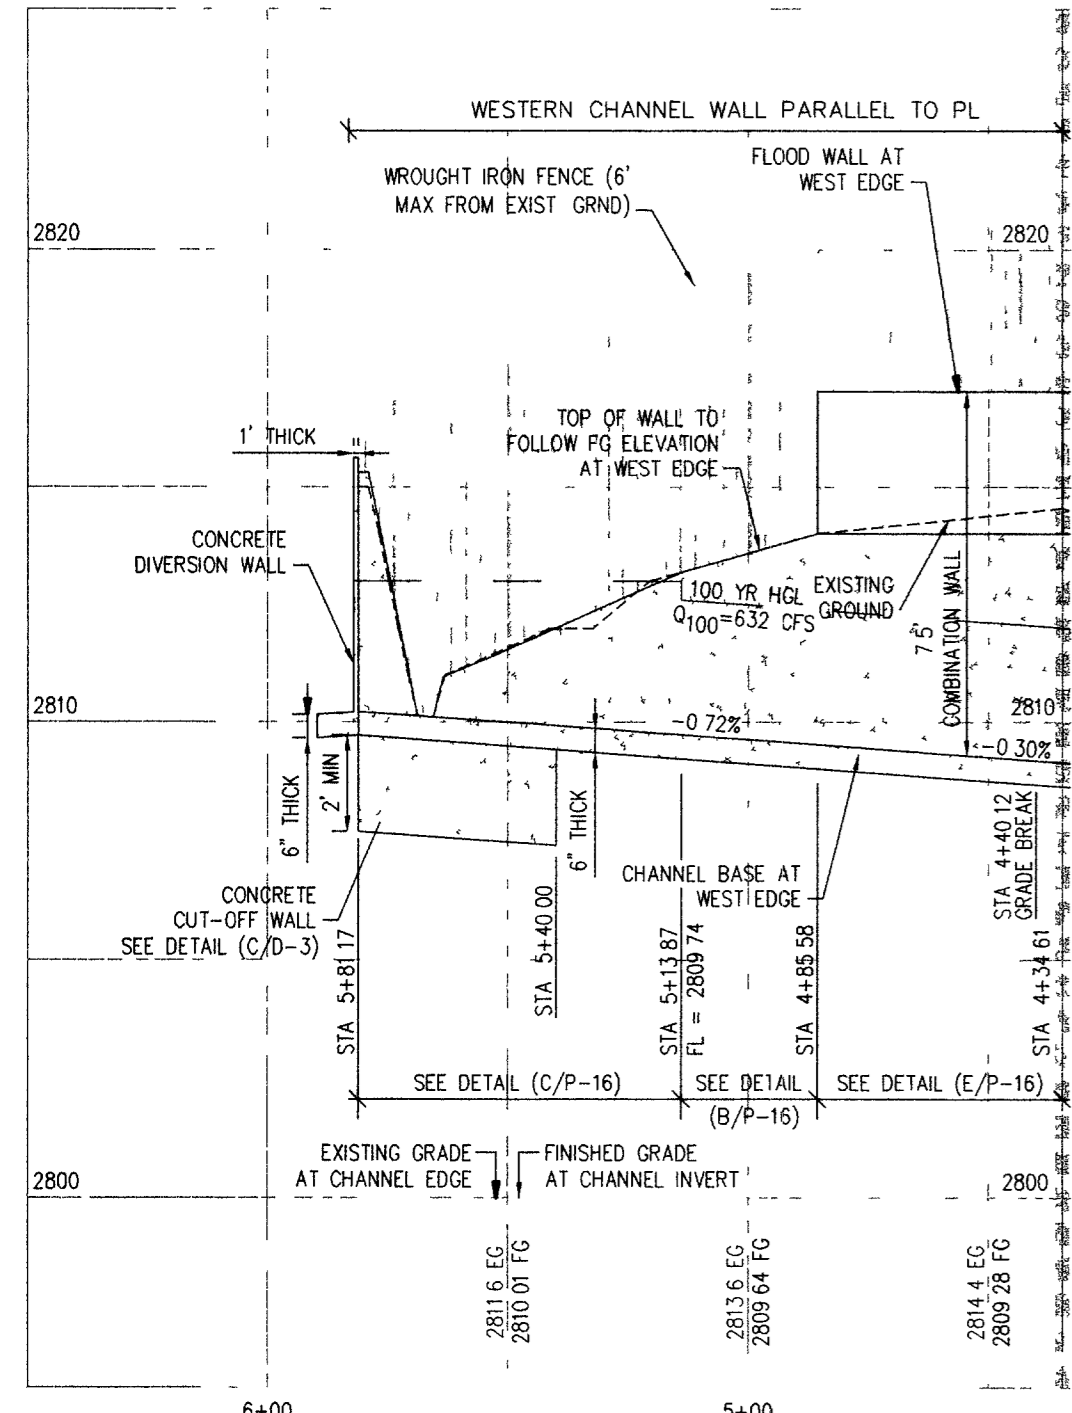 WESTERN CHANNEL WALL PARALLEL TO PL
FLOOD WALL AT
WEST EDGE
WROUGHT IRON FENCE (6'
MAX FROM EXIST GRND)
2820
2820
TOP OF WALL TO
FOLLOW FG ELEVATION
AT WEST EDGE
1' THICK
CONCRETE
DIVERSION WALL
100 YR HGL
Q100=632 CFS
EXISTING
GROUND
7 5'
COMBINATION WALL
2810
2810
-0 72%
-0 30%
6" THICK
2' MIN
6" THICK
CHANNEL BASE AT
WEST EDGE
STA 4+40 12
GRADE BREAK
CONCRETE
CUT-OFF WALL
SEE DETAIL (C/D-3)
STA 5+81 17
STA 5+40 00
STA 5+13 87
FL = 2809 74
STA 4+85 58
STA 4+34 61
SEE DETAIL (C/P-16)
SEE DETAIL
(B/P-16)
SEE DETAIL (E/P-16)
EXISTING GRADE
AT CHANNEL EDGE
FINISHED GRADE
AT CHANNEL INVERT
2800
2800
2811 6 EG
2810 01 FG
2813 6 EG
2809 64 FG
2814 4 EG
2809 28 FG
6+00
5+00